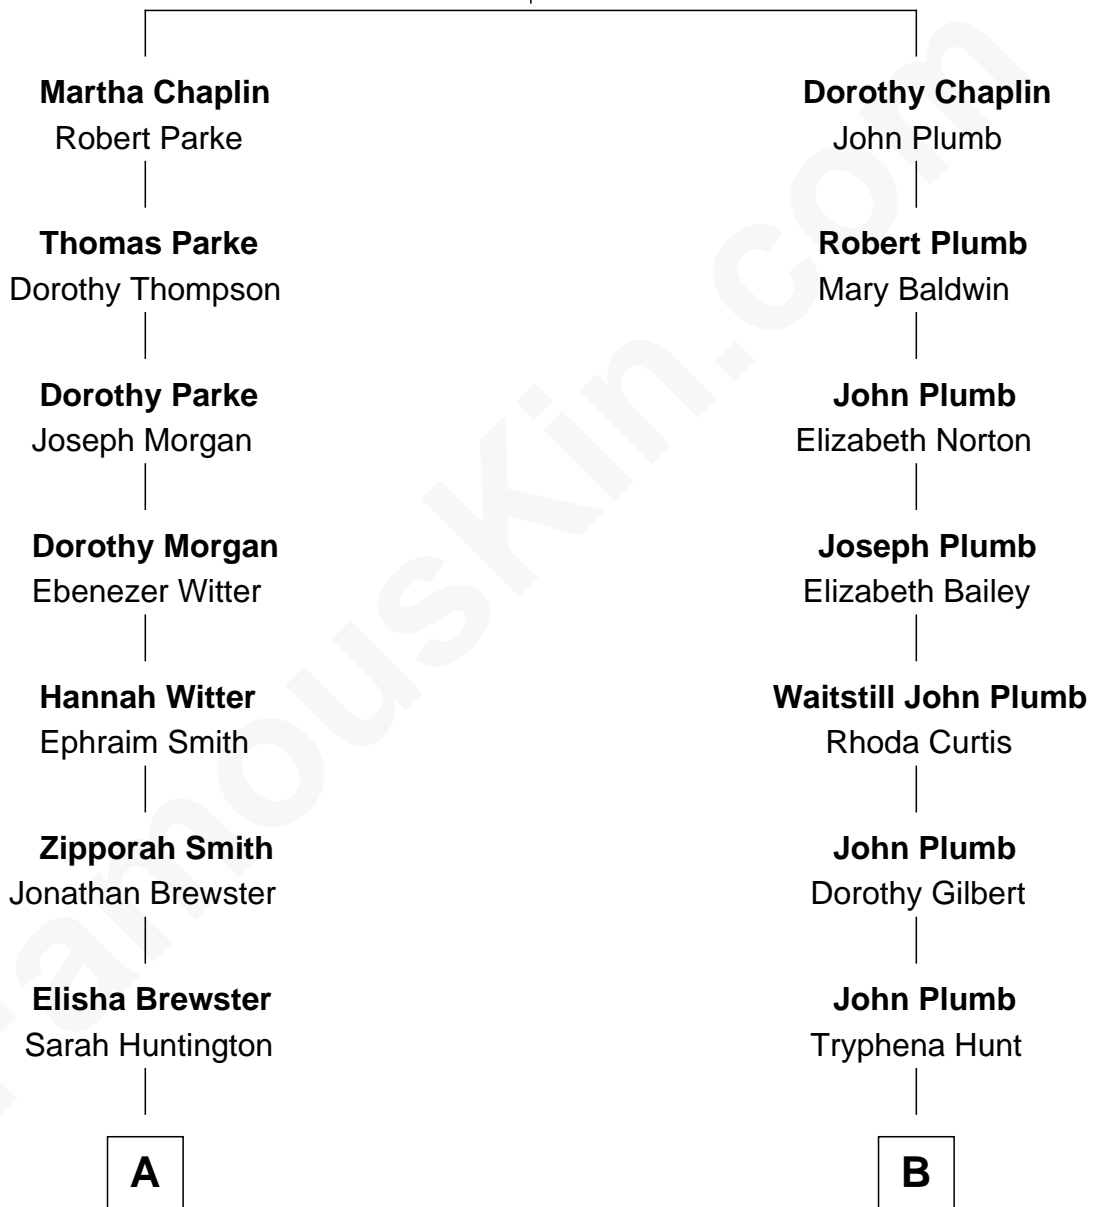 Martha Chaplin
Robert Parke
Thomas Parke
Dorothy Thompson
Dorothy Parke
Joseph Morgan
Dorothy Morgan
Ebenezer Witter
Hannah Witter
Ephraim Smith
Zipporah Smith
Jonathan Brewster
Elisha Brewster
Sarah Huntington
A
Dorothy Chaplin
John Plumb
Robert Plumb
Mary Baldwin
John Plumb
Elizabeth Norton
Joseph Plumb
Elizabeth Bailey
Waitstill John Plumb
Rhoda Curtis
John Plumb
Dorothy Gilbert
John Plumb
Tryphena Hunt
B
FamousKin.com